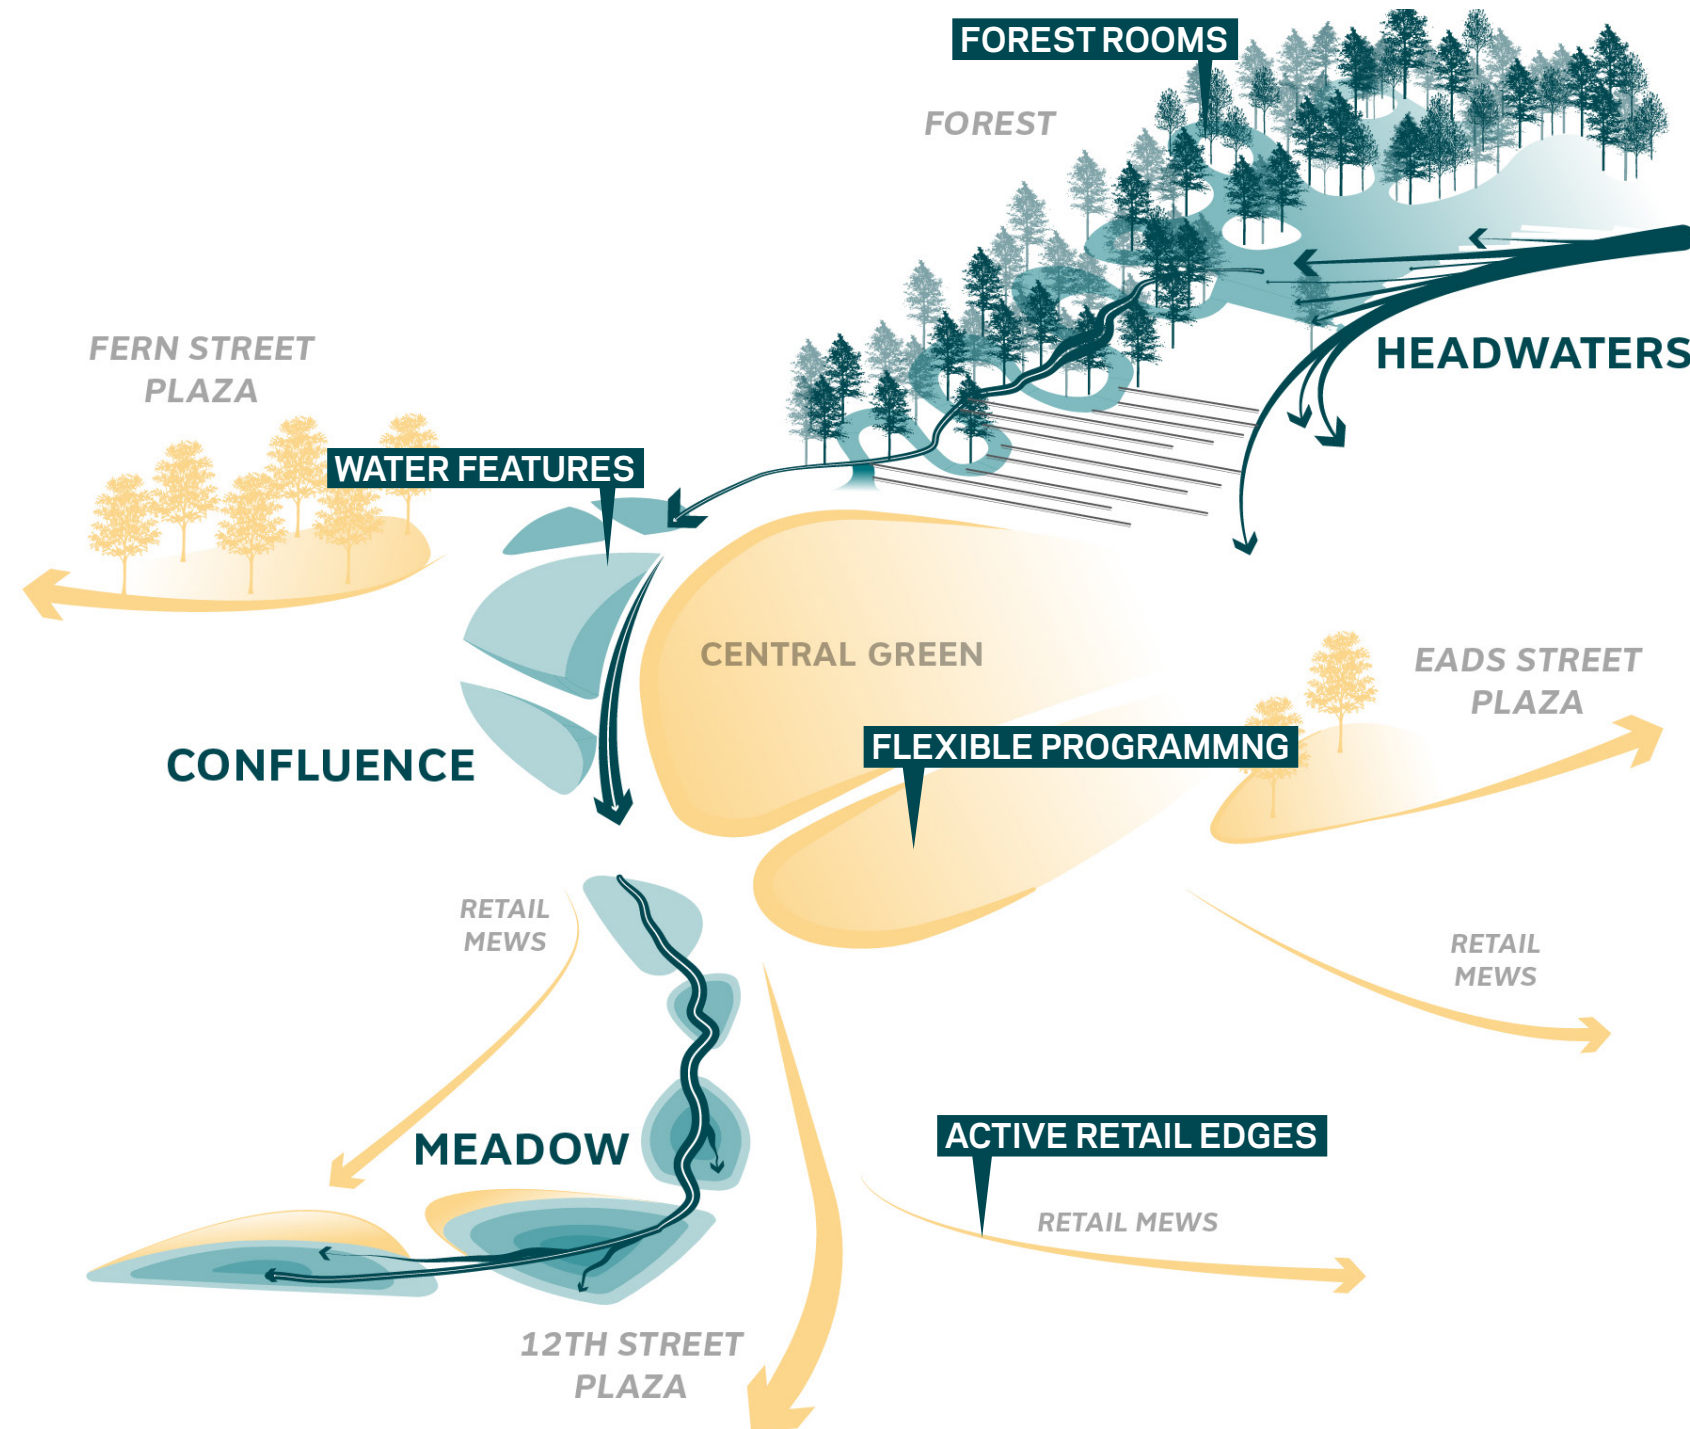 FOREST ROOMS
FOREST
HEADWATERS
FERN STREET
PLAZA
WATER FEATURES
CENTRAL GREEN
EADS STREET
PLAZA
FLEXIBLE PROGRAMMNG
CONFLUENCE
RETAIL
MEWS
RETAIL
MEWS
MEADOW
ACTIVE RETAIL EDGES
RETAIL MEWS
12TH STREET
PLAZA